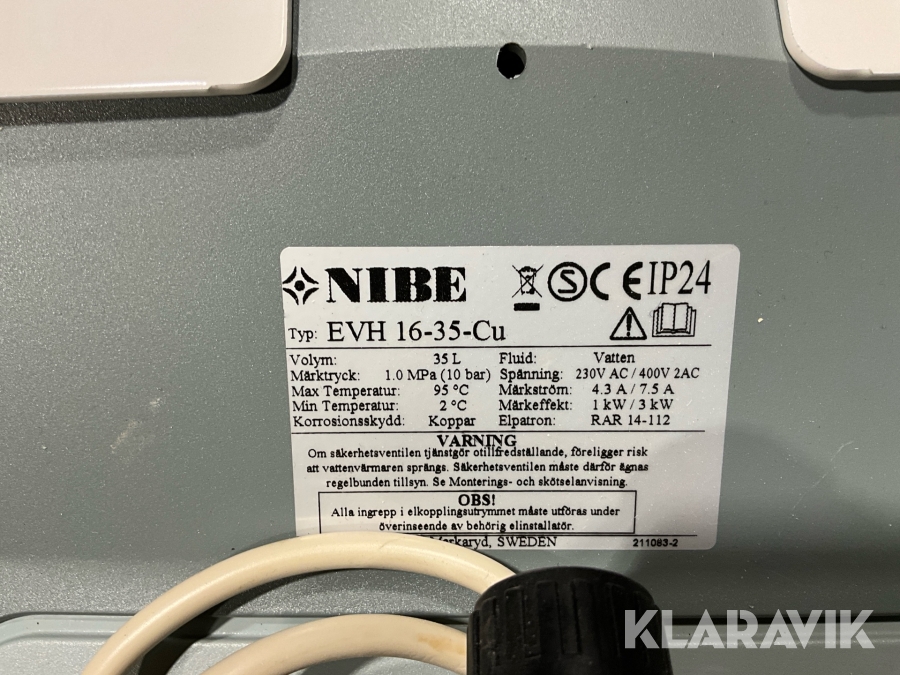 NIBE
S CE IP24
Typ: EVH 16-35-Cu
Volym: 35 L Fluid: Vatten
Märktryck: 1.0 MPa (10 bar) Spänning: 230V AC / 400V 2AC
Max Temperatur: 95 °C Märkström: 4.3 A / 7.5 A
Min Temperatur: 2 °C Märkeffekt: 1 kW / 3 kW
Korrosionsskydd: Koppar Elpatron: RAR 14-112
VARNING
Om säkerhetsventilen tjänstgör otillfredställande, föreligger risk
att vattenvärmaren sprängs. Säkerhetsventilen måste därför ägnas
regelbunden tillsyn. Se Monterings- och skötselanvisning.
OBS!
Alla ingrepp i elkopplingsutrymmet måste utföras under
överinseende av behörig elinstallatör.
Markaryd, SWEDEN 211083-2
KLARAVIK